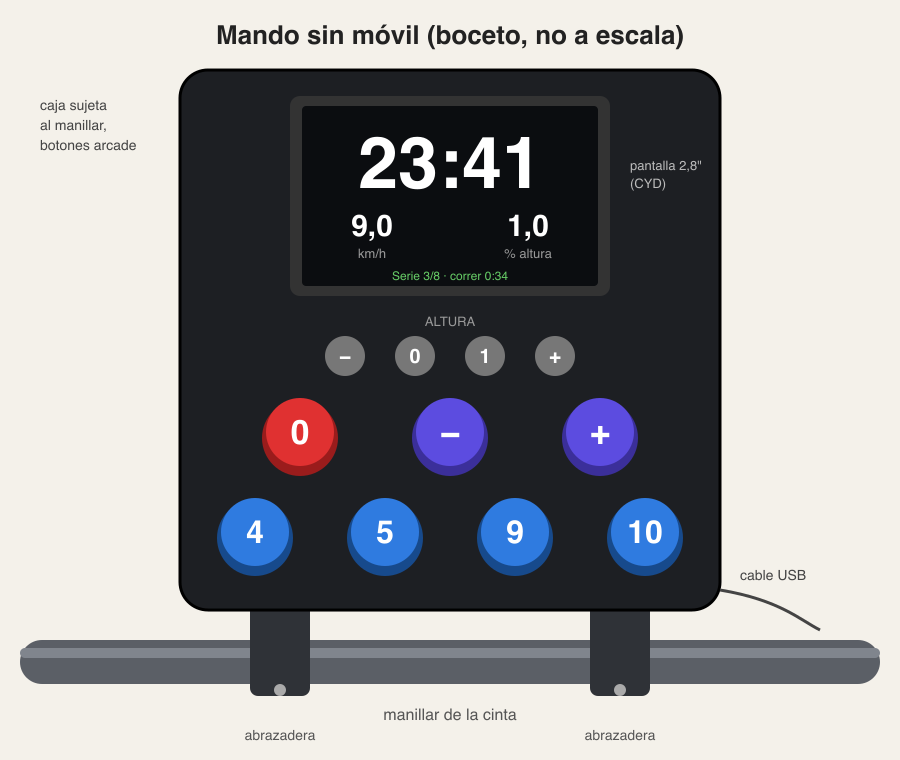 Mando sin móvil (boceto, no a escala)
caja sujeta
al manillar,
botones arcade
23:41
9,0
1,0
km/h
% altura
Serie 3/8 · correr 0:34
pantalla 2,8"
(CYD)
ALTURA
− 0 1 +
0 − +
4 5 9 10
cable USB
manillar de la cinta
abrazadera
abrazadera